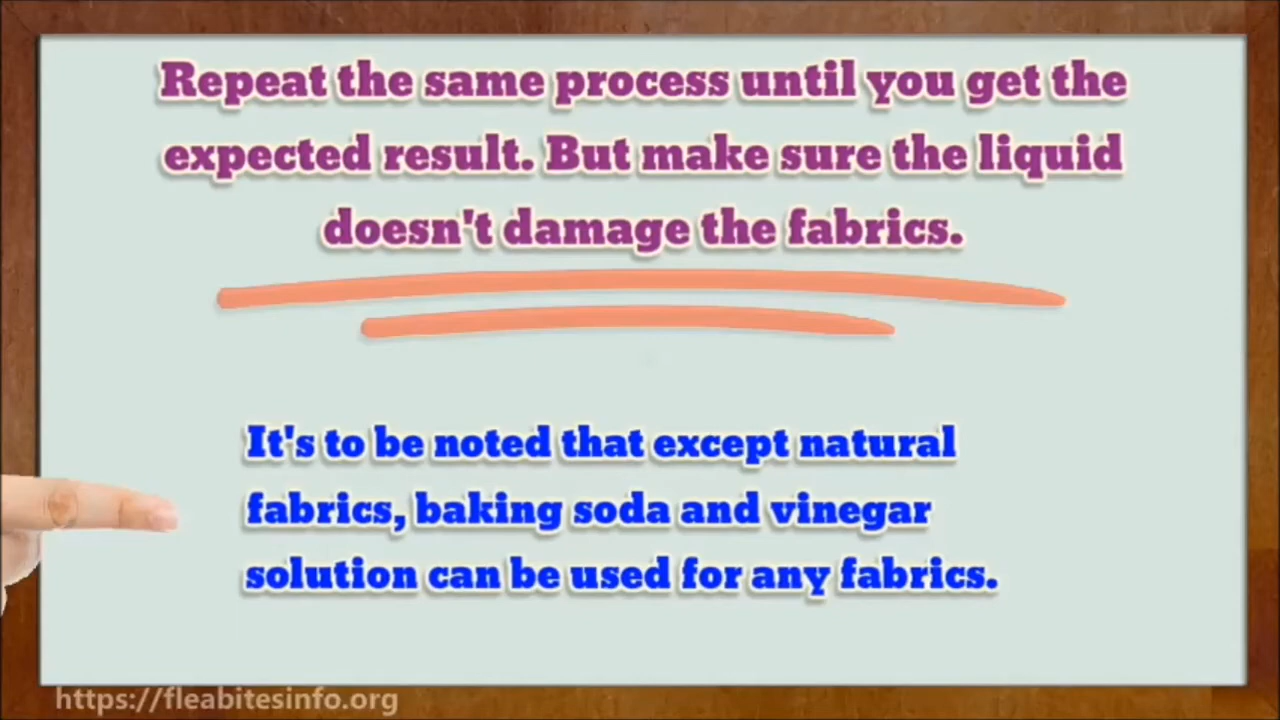 Repeat the same process until you get the
expected result. But make sure the liquid
doesn't damage the fabrics.
It's to be noted that except natural
fabrics, baking soda and vinegar
solution can be used for any fabrics.
https://fleabitesinfo.org